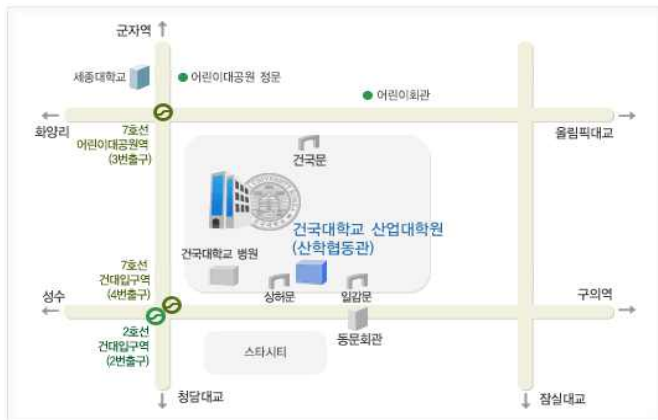 군자역
세종대학교
어린이대공원 정문
어린이회관
화양리
올림픽대교
7호선
어린이대공원역
(3번출구)
건국문
건국대학교 산업대학원
(산학협동관)
건국대학교 병원
7호선
건대입구역
(4번출구)
상허문
일감문
성수
구의역
2호선
건대입구역
(2번출구)
동문회관
스타시티
청담대교
잠실대교